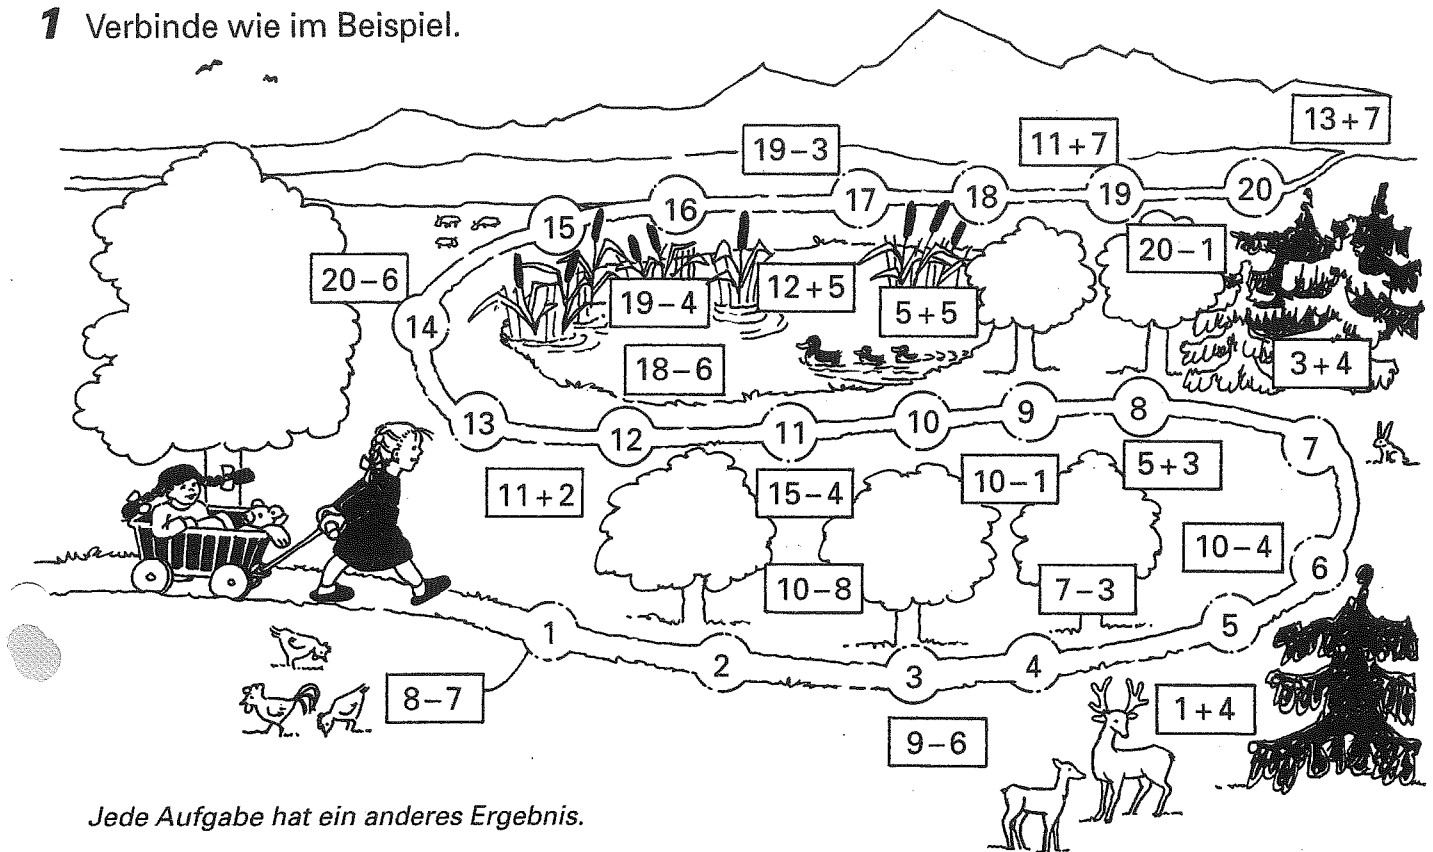 1 Verbinde wie im Beispiel.
13 + 7
19 – 3
11 + 7
15
16
17
18
19
20
20 – 6
19 – 4
12 + 5
5 + 5
20 – 1
14
18 – 6
3 + 4
13
12
11
10
9
8
7
11 + 2
15 – 4
10 – 1
5 + 3
10 – 8
7 – 3
10 – 4
6
1
2
3
4
5
8 – 7
9 – 6
1 + 4
Jede Aufgabe hat ein anderes Ergebnis.